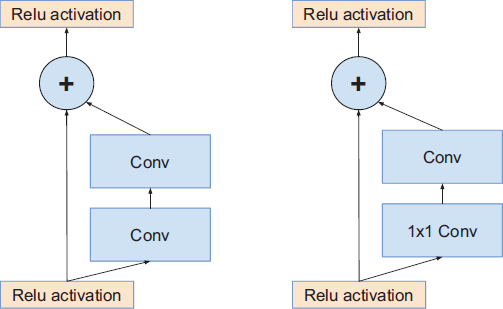 Relu activation
+
Conv
Conv
Relu activation
Relu activation
+
Conv
1x1 Conv
Relu activation